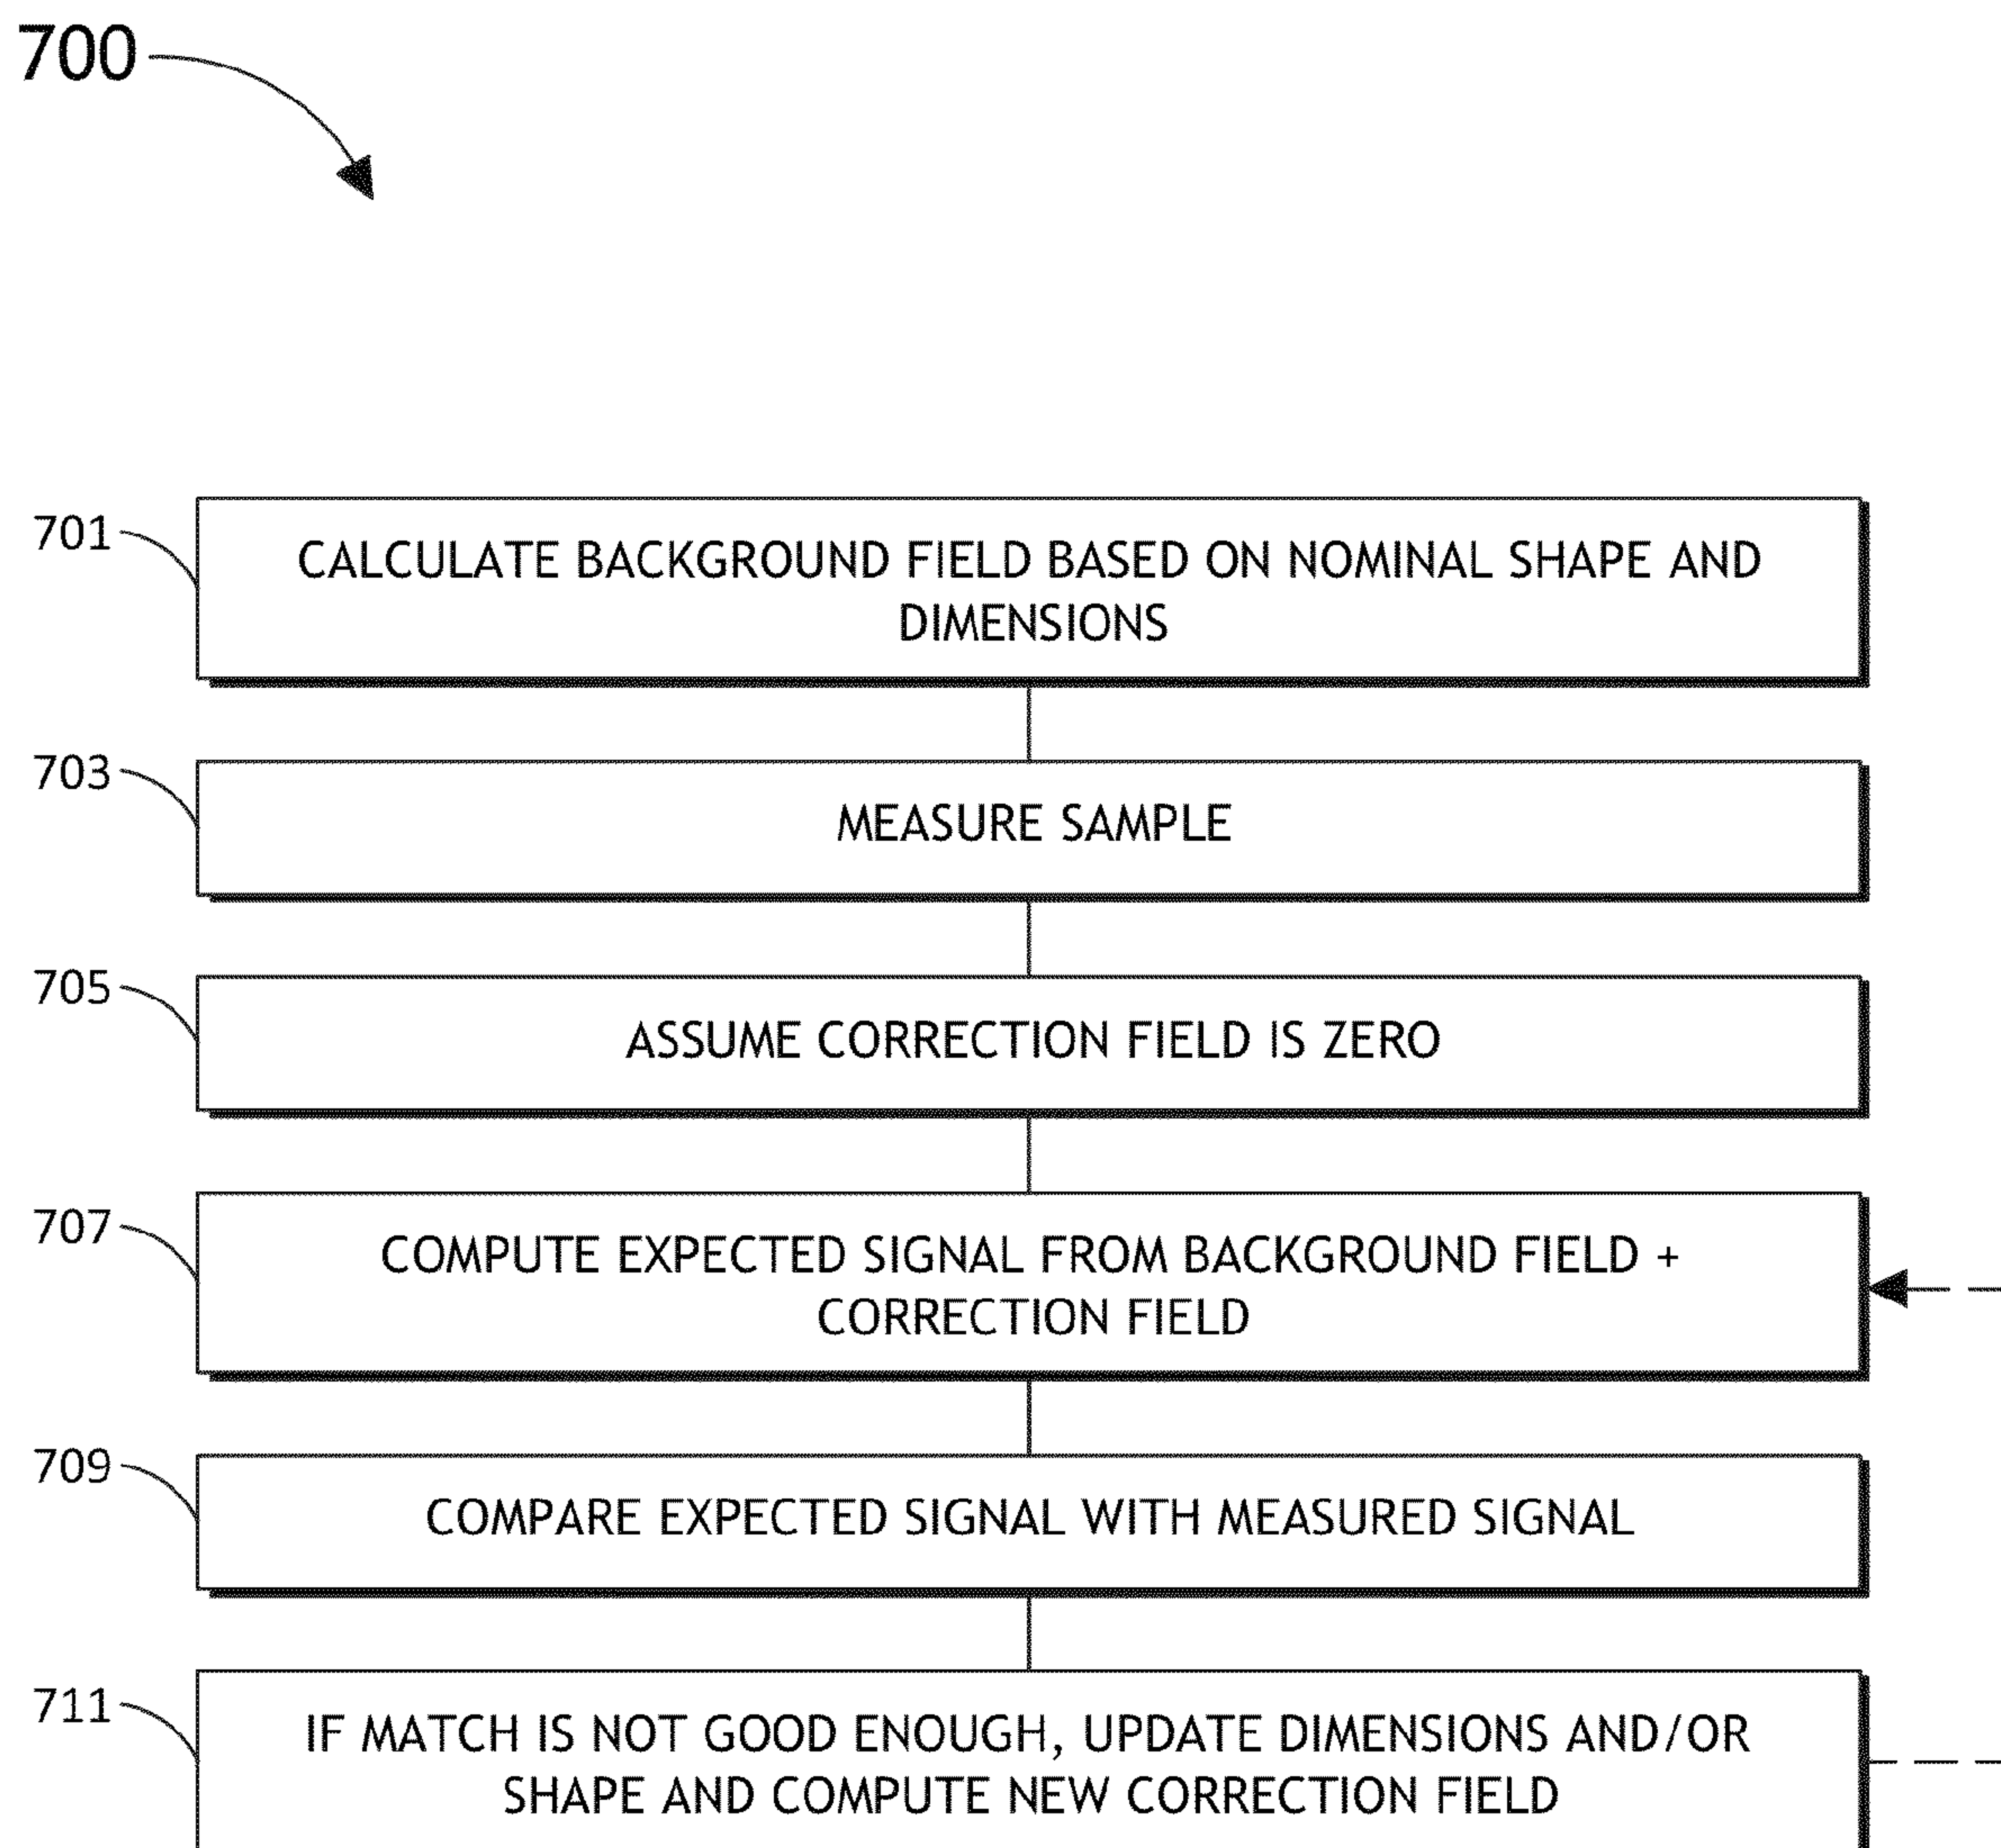 700
701
CALCULATE BACKGROUND FIELD BASED ON NOMINAL SHAPE AND
DIMENSIONS
703
MEASURE SAMPLE
705
ASSUME CORRECTION FIELD IS ZERO
707
COMPUTE EXPECTED SIGNAL FROM BACKGROUND FIELD +
CORRECTION FIELD
709
COMPARE EXPECTED SIGNAL WITH MEASURED SIGNAL
711
IF MATCH IS NOT GOOD ENOUGH, UPDATE DIMENSIONS AND/OR
SHAPE AND COMPUTE NEW CORRECTION FIELD